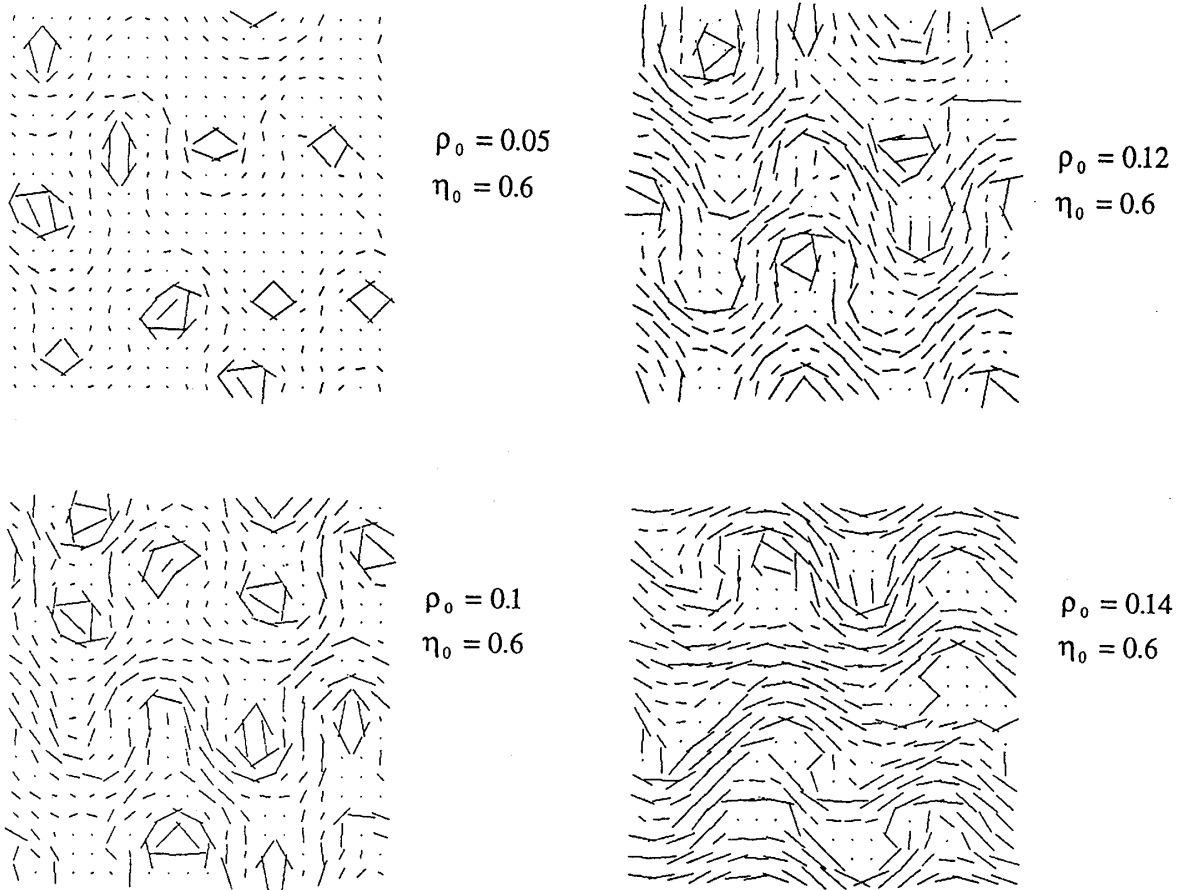 ρ₀ = 0.05
η₀ = 0.6
ρ₀ = 0.12
η₀ = 0.6
ρ₀ = 0.1
η₀ = 0.6
ρ₀ = 0.14
η₀ = 0.6